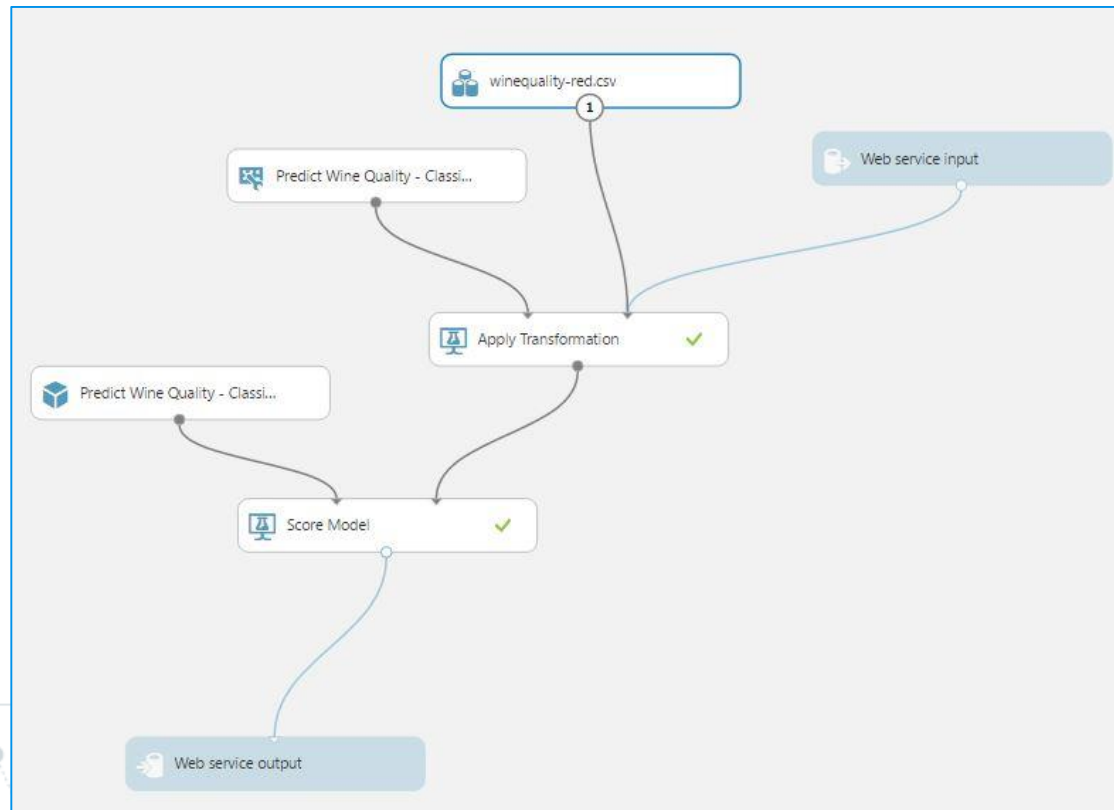 winequality-red.csv
1
Web service input
Predict Wine Quality - Classi...
Apply Transformation
Predict Wine Quality - Classi...
Score Model
Web service output